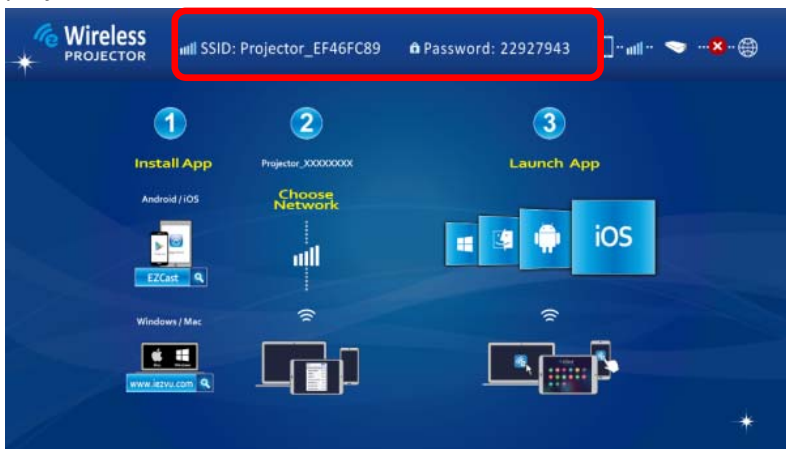 Wireless
PROJECTOR
SSID: Projector_EF46FC89
Password: 22927943
1
2
3
Install App
Projector_XXXXXXXX
Launch App
Android / iOS
Choose
Network
iOS
EZCast
Windows / Mac
www.iezvu.com